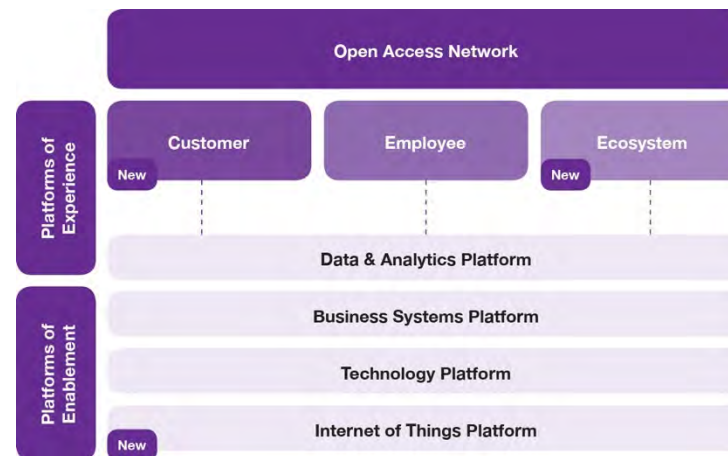 Open Access Network
Platforms of
Experience
Customer
New
Employee
Ecosystem
New
Data & Analytics Platform
Platforms of
Enablement
Business Systems Platform
Technology Platform
Internet of Things Platform
New